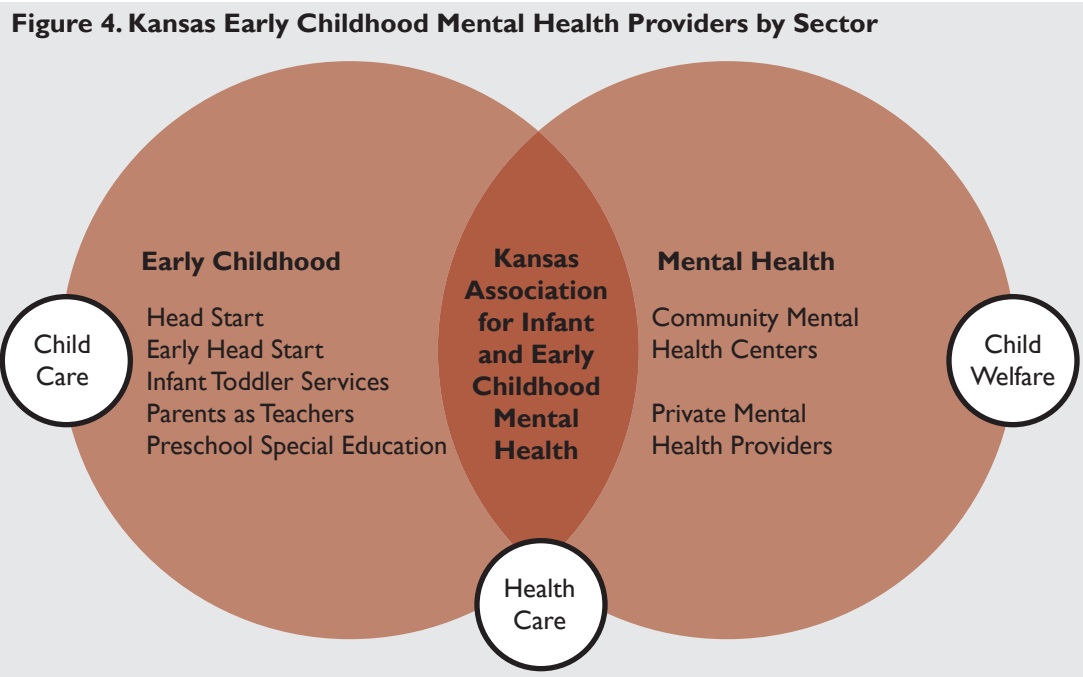 Figure 4. Kansas Early Childhood Mental Health Providers by Sector
Early Childhood
Head Start
Early Head Start
Infant Toddler Services
Parents as Teachers
Preschool Special Education
Kansas
Association
for Infant
and Early
Childhood
Mental
Health
Mental Health
Community Mental
Health Centers
Private Mental
Health Providers
Child
Care
Child
Welfare
Health
Care